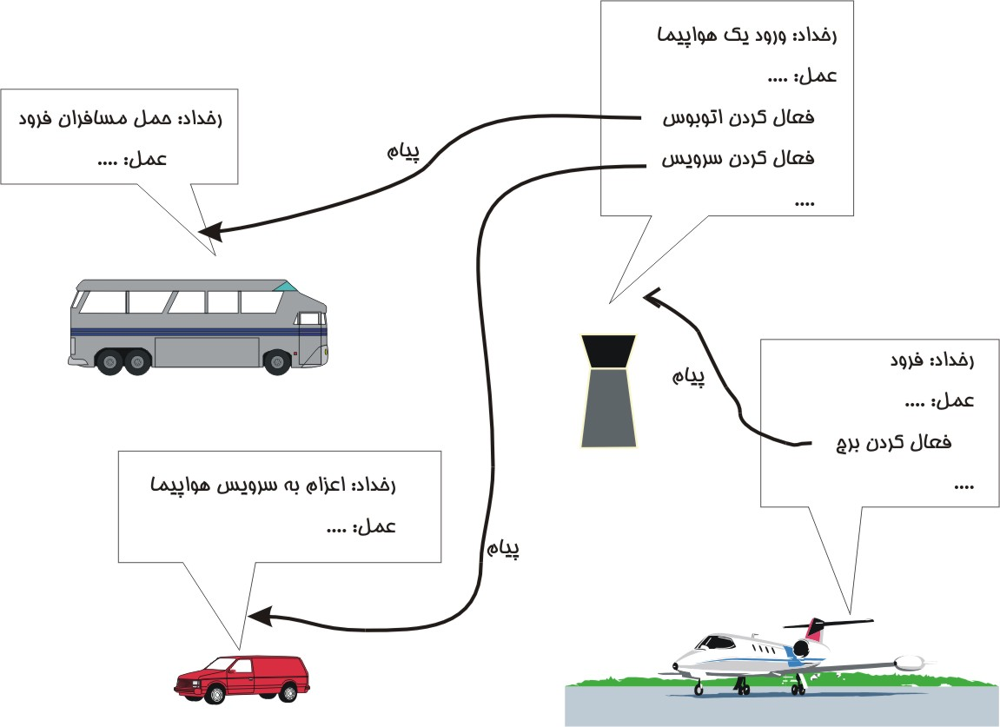 رخداد: ورود یک هواپیما
عمل: ....
فعال کردن اتوبوس
فعال کردن سرویس
....
رخداد: حمل مسافران فرود
عمل: ....
پیام
پیام
رخداد: فرود
عمل: ....
فعال کردن برج
....
رخداد: اعزام به سرویس هواپیما
عمل: ....
پیام